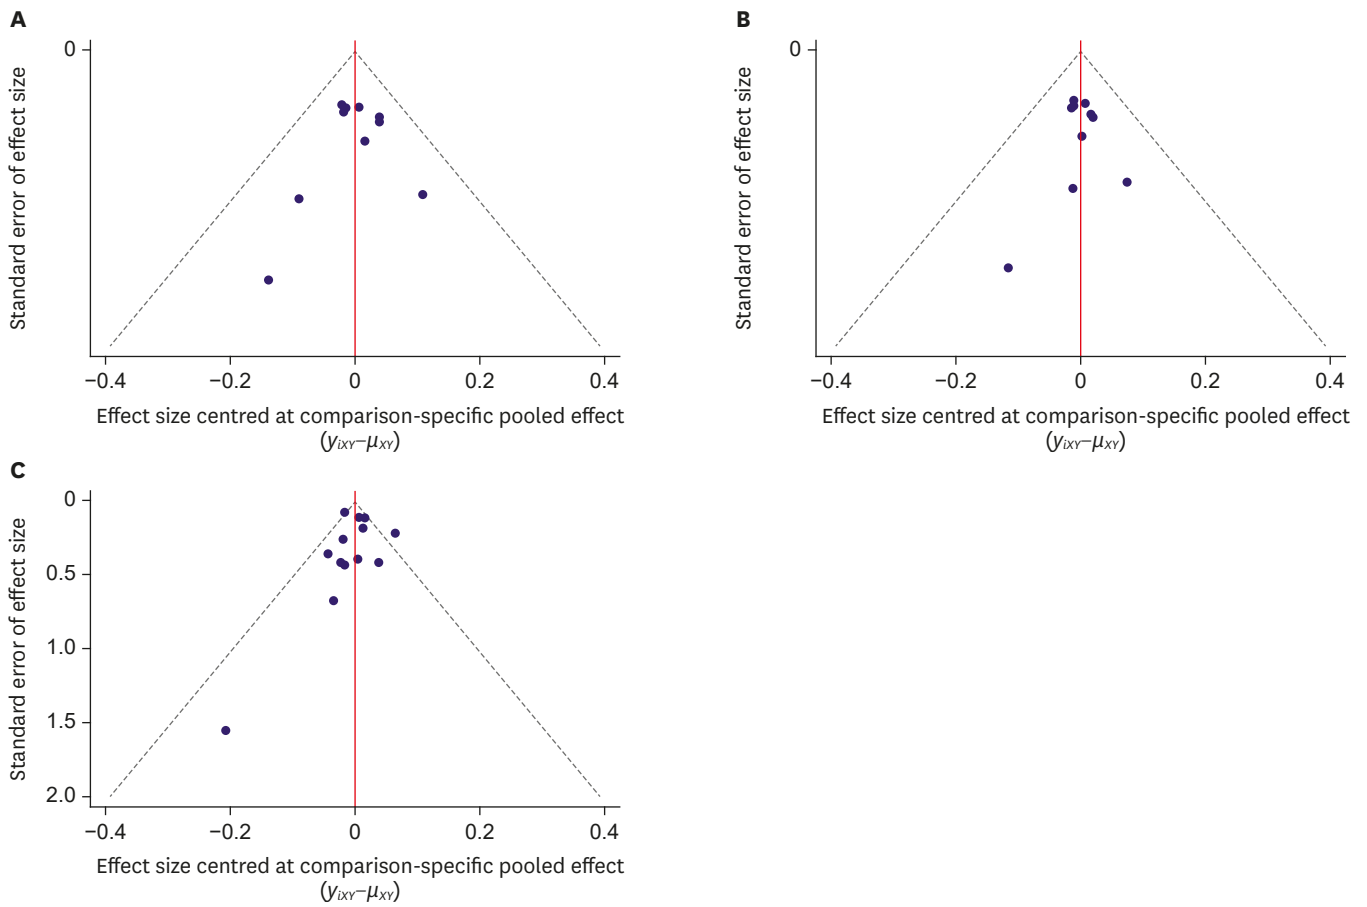 A
0
Standard error of effect size
−0.4 −0.2 0 0.2 0.4
Effect size centred at comparison-specific pooled effect
(yiXY–μXY)
B
0
Standard error of effect size
−0.4 −0.2 0 0.2 0.4
Effect size centred at comparison-specific pooled effect
(yiXY–μXY)
C
0
0.5
1.0
1.5
2.0
Standard error of effect size
−0.4 −0.2 0 0.2 0.4
Effect size centred at comparison-specific pooled effect
(yiXY–μXY)